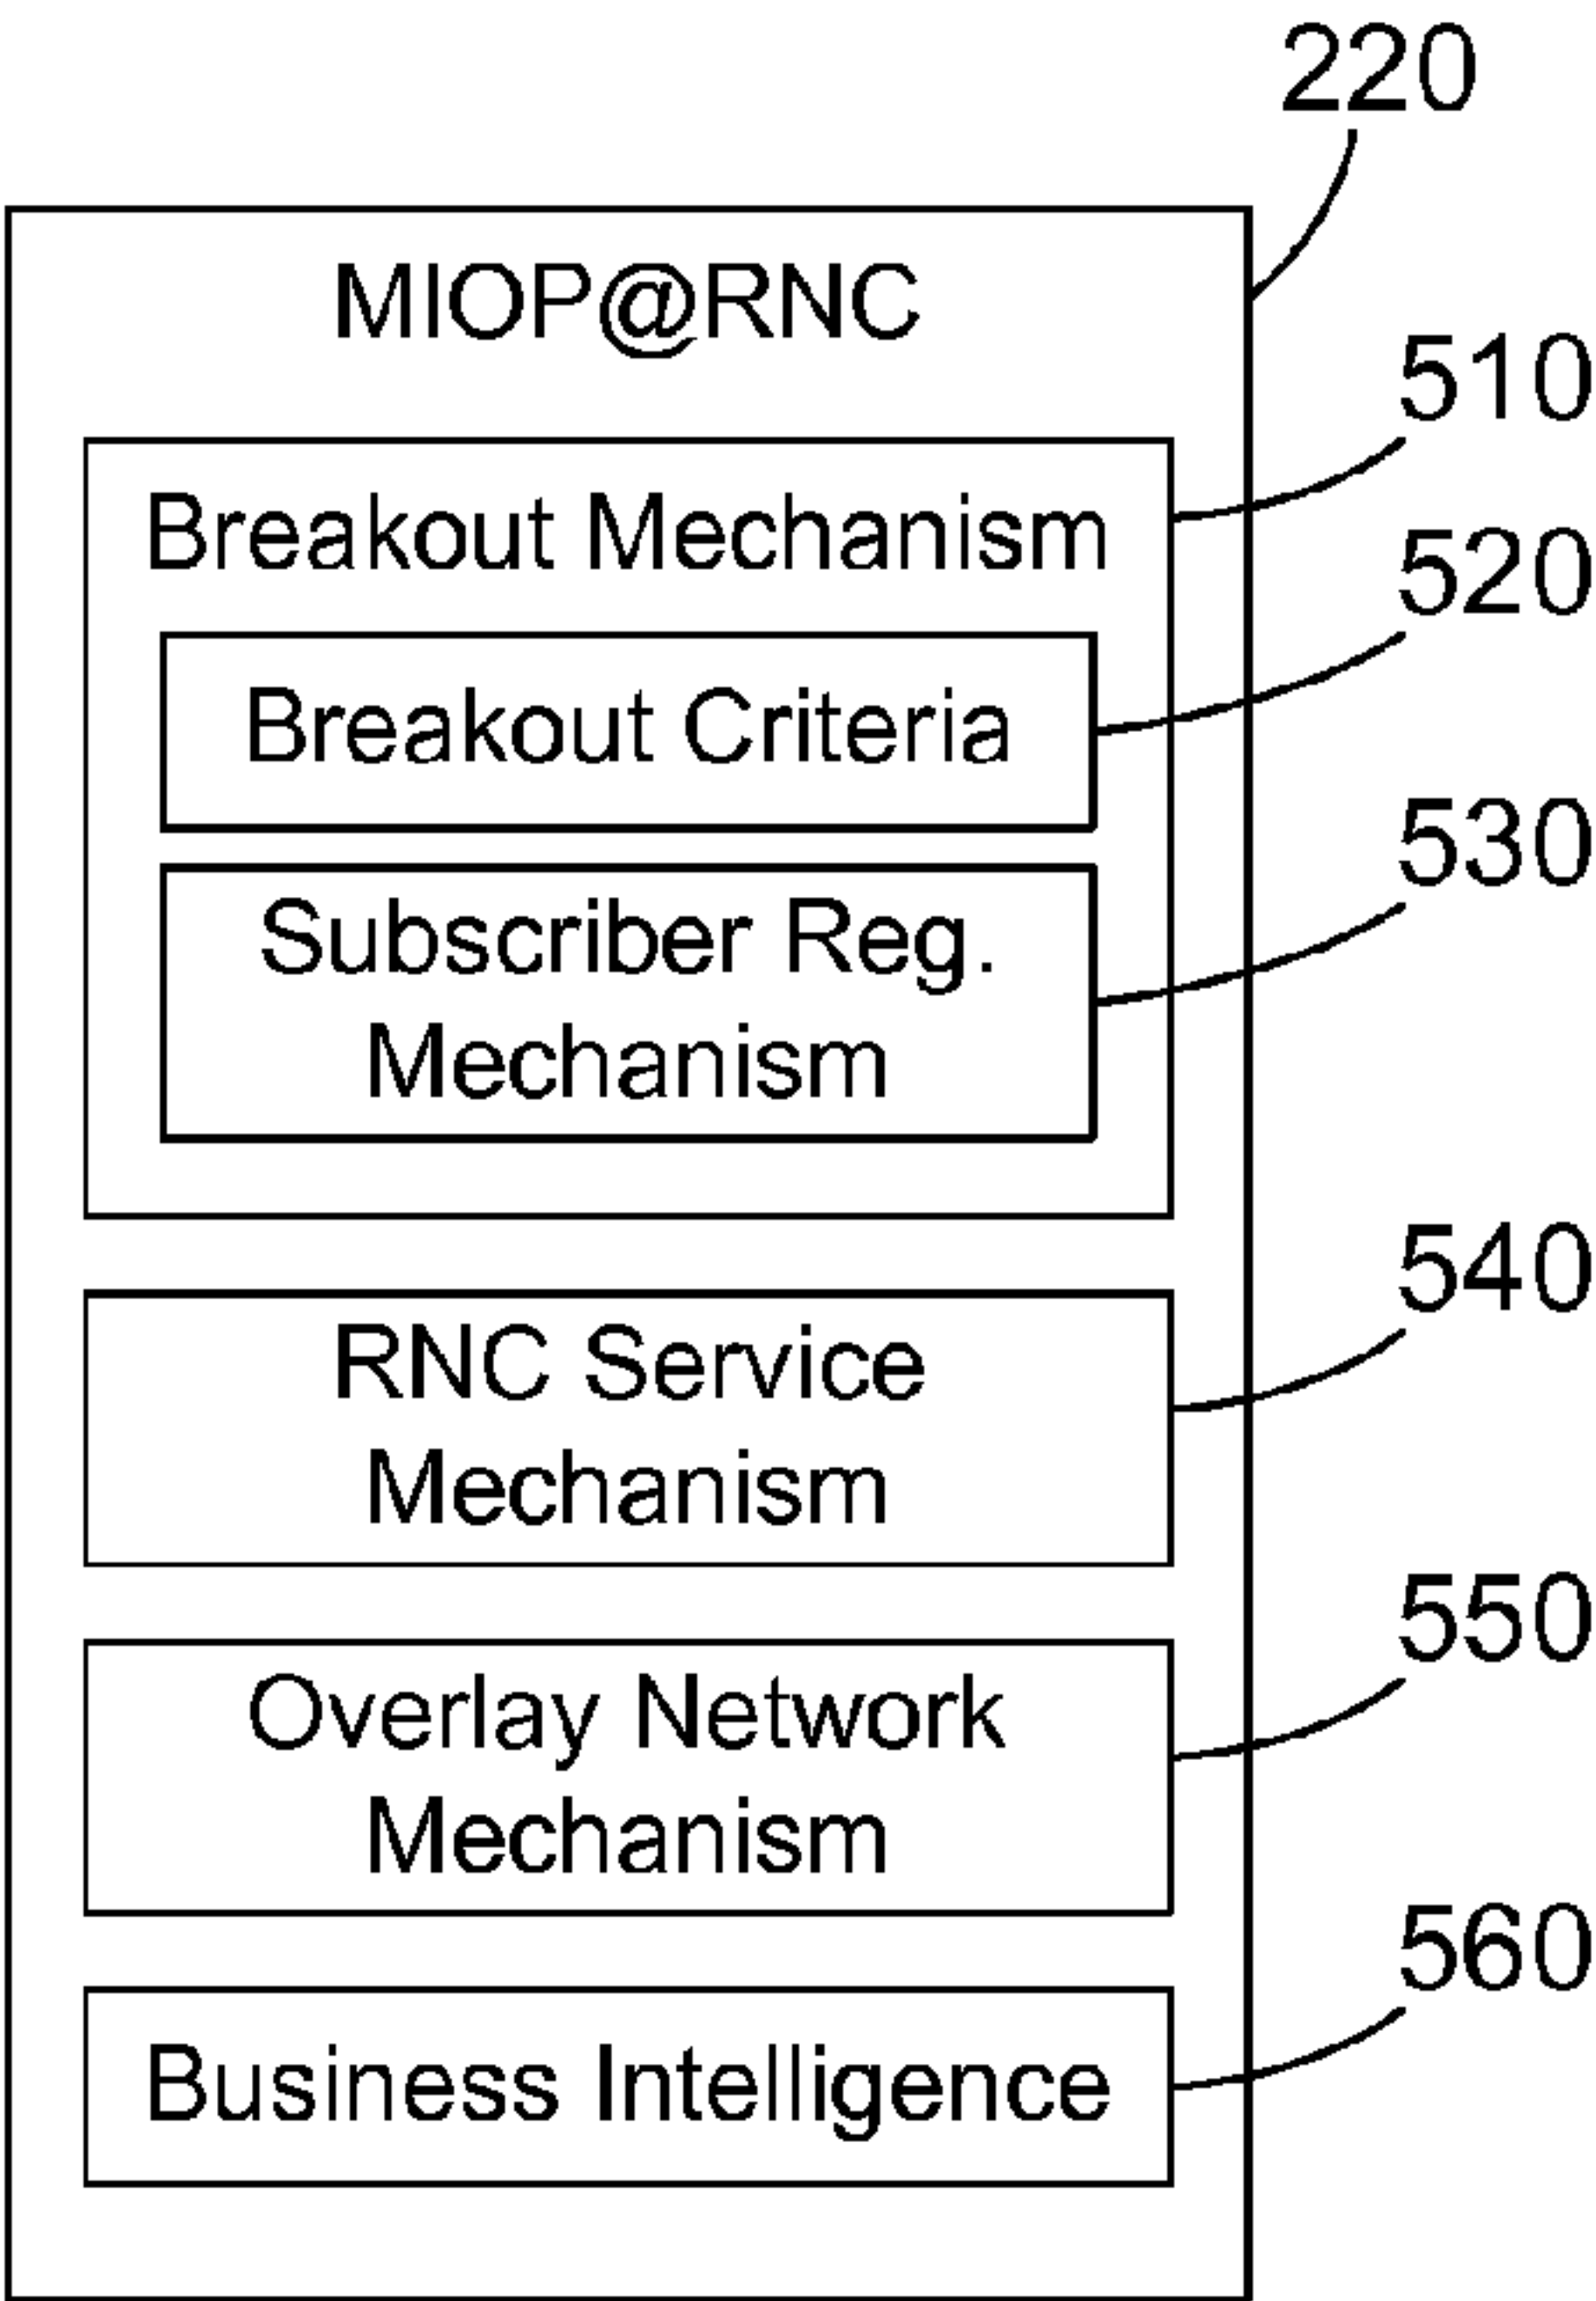 220
MIOP@RNC
510
Breakout Mechanism
520
Breakout Criteria
530
Subscriber Reg.
Mechanism
540
RNC Service
Mechanism
550
Overlay Network
Mechanism
560
Business Intelligence